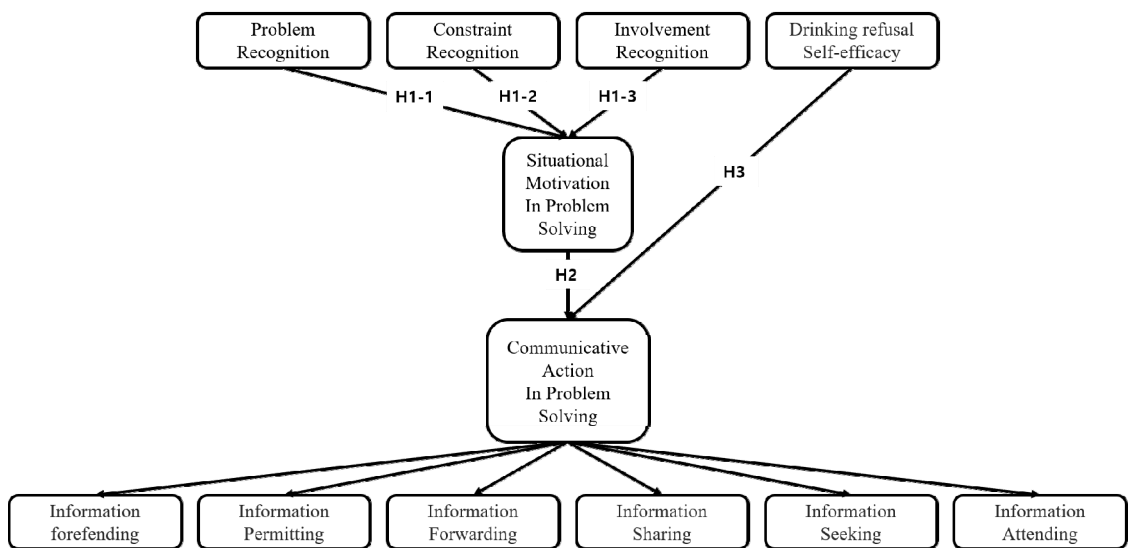 Problem
Recognition
Constraint
Recognition
Involvement
Recognition
Drinking refusal
Self-efficacy
H1-1
H1-2
H1-3
Situational
Motivation
In Problem
Solving
H3
H2
Communicative
Action
In Problem
Solving
Information
forefending
Information
Permitting
Information
Forwarding
Information
Sharing
Information
Seeking
Information
Attending